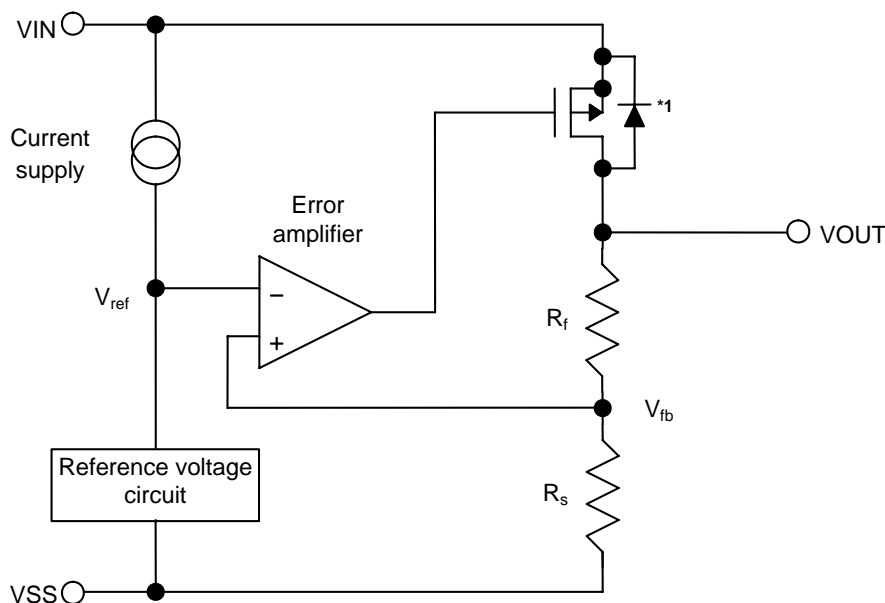 VIN
*1
Current
supply
Error
amplifier
VOUT
Vref
−
+
Rf
Vfb
Reference voltage
circuit
Rs
VSS